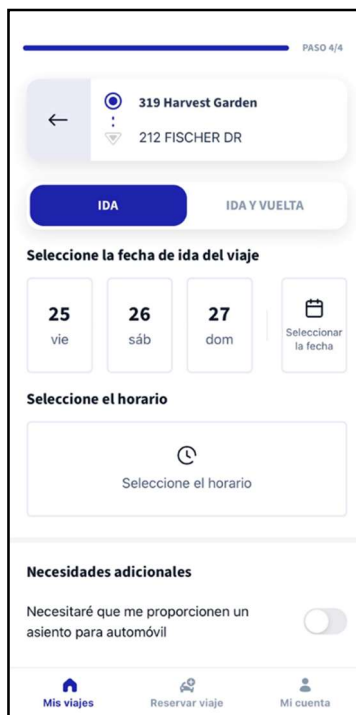 PASO 4/4
319 Harvest Garden
212 FISCHER DR
IDA
IDA Y VUELTA
Seleccione la fecha de ida del viaje
25
26
27
vie
sáb
dom
Seleccionar
la fecha
Seleccione el horario
Seleccione el horario
Necesidades adicionales
Necesitaré que me proporcionen un
asiento para automóvil
Mis viajes
Reservar viaje
Mi cuenta